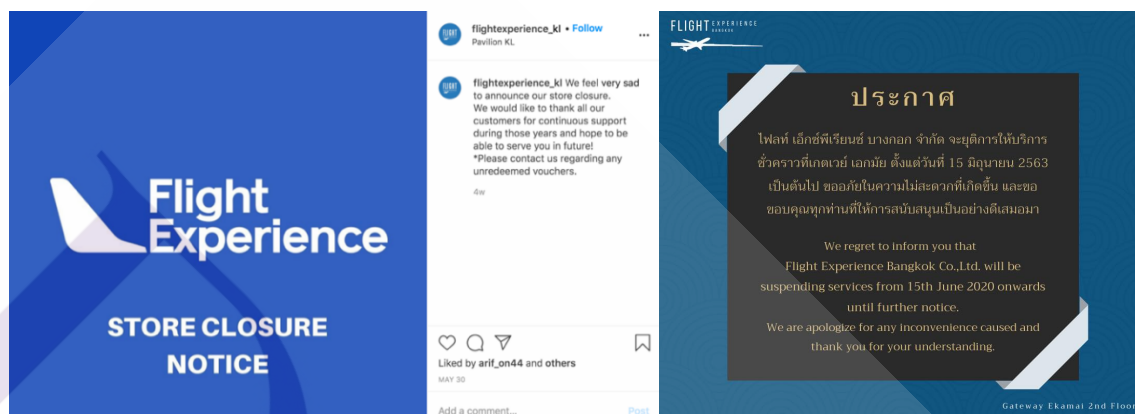 Flight
Experience
STORE CLOSURE
NOTICE
flightexperience_kl • Follow
Pavilion KL
flightexperience_kl We feel very sad
to announce our store closure.
We would like to thank all our
customers for continuous support
during those years and hope to be
able to serve you in future!
*Please contact us regarding any
unredeemed vouchers.
4w
Liked by arif_on44 and others
MAY 30
Add a comment...
Post
FLIGHT EXPERIENCE
BANGKOK
ประกาศ
ไฟลท์ เอ็กซ์พีเรียนซ์ บางกอก จำกัด จะยุติการให้บริการ
ชั่วคราวที่เกตเวย์ เอกมัย ตั้งแต่วันที่ 15 มิถุนายน 2563
เป็นต้นไป ขออภัยในความไม่สะดวกที่เกิดขึ้น และขอ
ขอบคุณทุกท่านที่ให้การสนับสนุนเป็นอย่างดีเสมอมา
We regret to inform you that
Flight Experience Bangkok Co.,Ltd. will be
suspending services from 15th June 2020 onwards
until further notice.
We are apologize for any inconvenience caused and
thank you for your understanding.
Gateway Ekamai 2nd Floor